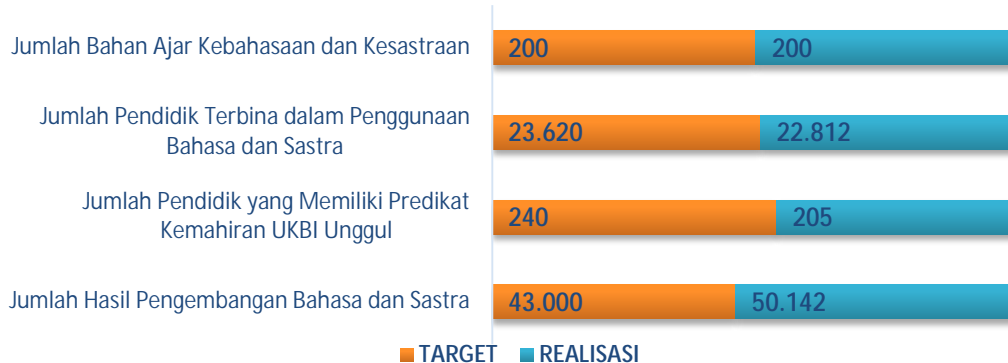 Jumlah Bahan Ajar Kebahasaan dan Kesastraan
200
200
Jumlah Pendidik Terbina dalam Penggunaan
Bahasa dan Sastra
23.620
22.812
Jumlah Pendidik yang Memiliki Predikat
Kemahiran UKBI Unggul
240
205
Jumlah Hasil Pengembangan Bahasa dan Sastra
43.000
50.142
TARGET
REALISASI